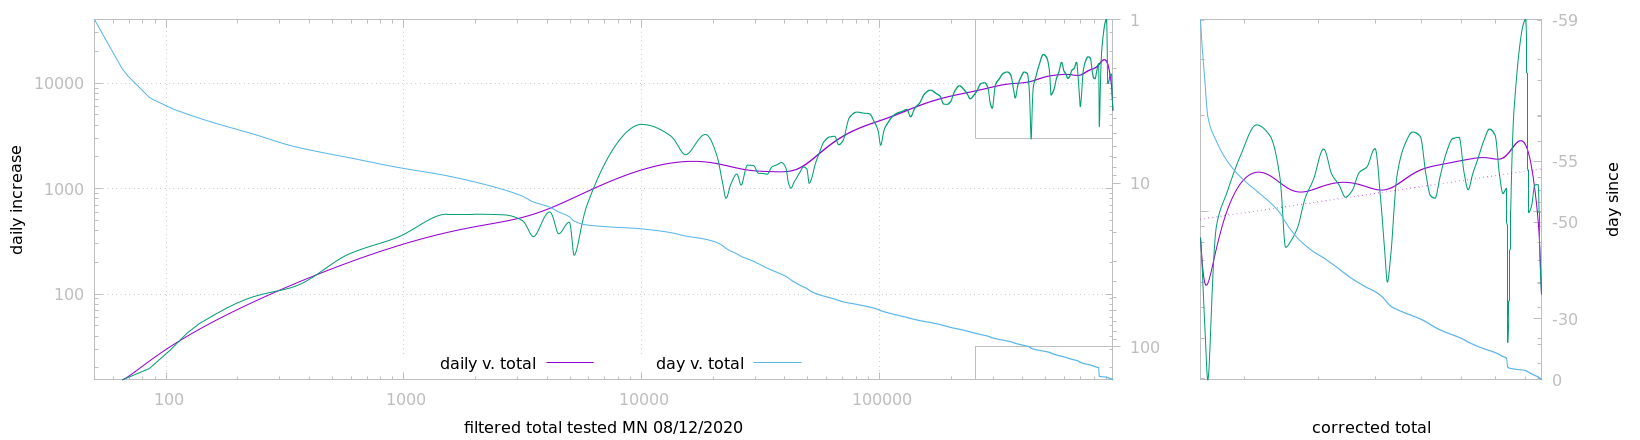 10000
1000
100
daily increase
100
1000
10000
100000
filtered total tested MN 08/12/2020
daily v. total
day v. total
1
10
100
-59
-55
-50
-30
0
day since
corrected total